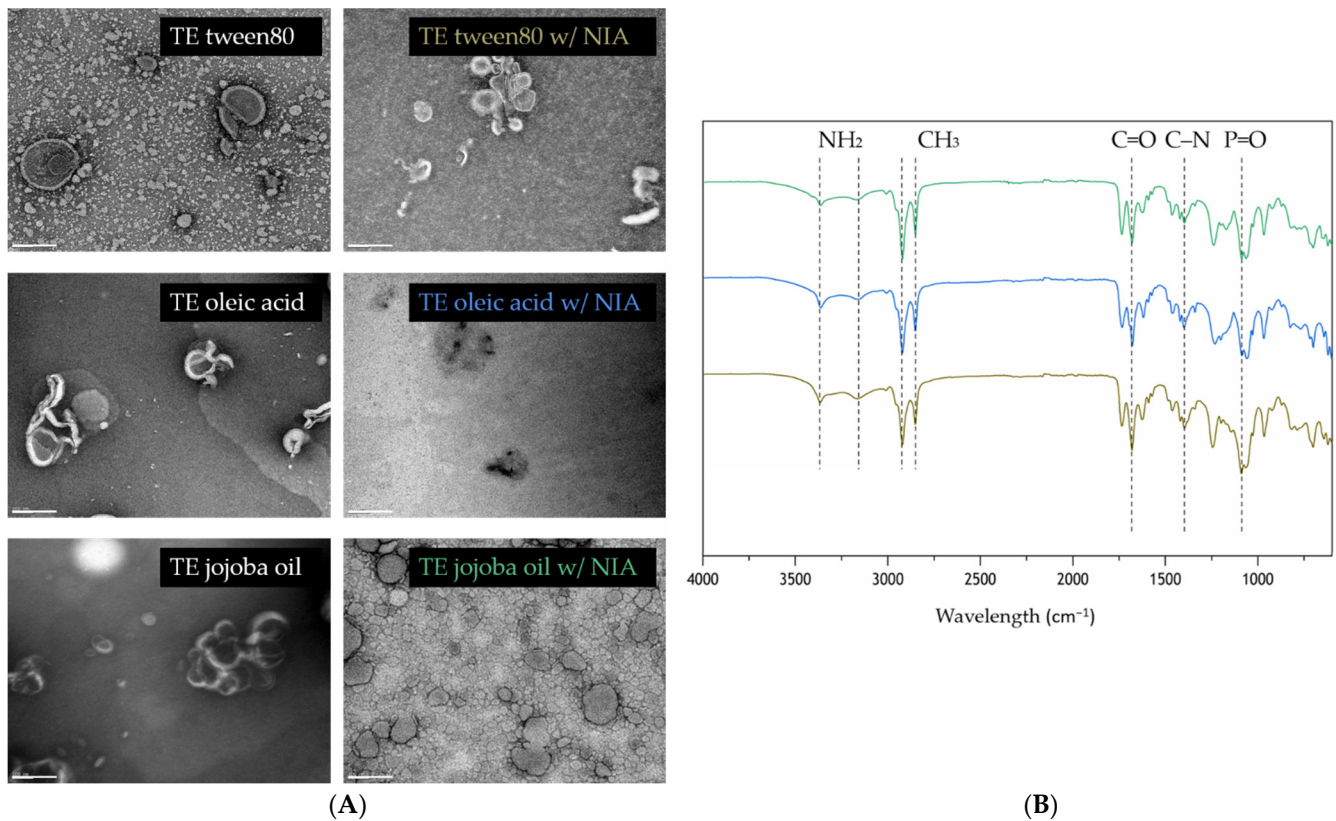 TE tween80
TE tween80 w/ NIA
TE oleic acid
TE oleic acid w/ NIA
TE jojoba oil
TE jojoba oil w/ NIA
(A)
NH₂ CH₃ C=O C–N P=O
4000 3500 3000 2500 2000 1500 1000
Wavelength (cm⁻¹)
(B)